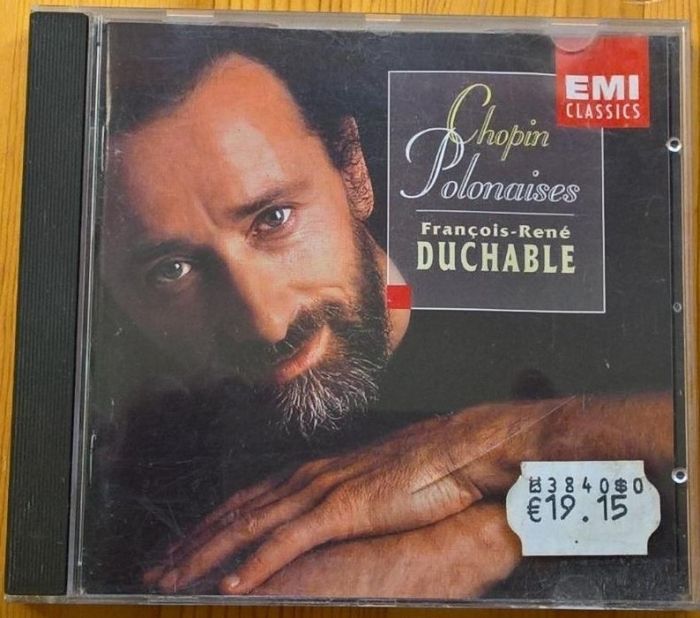 EMI
CLASSICS
Chopin
Polonaises
François-René
DUCHABLE
€19.15